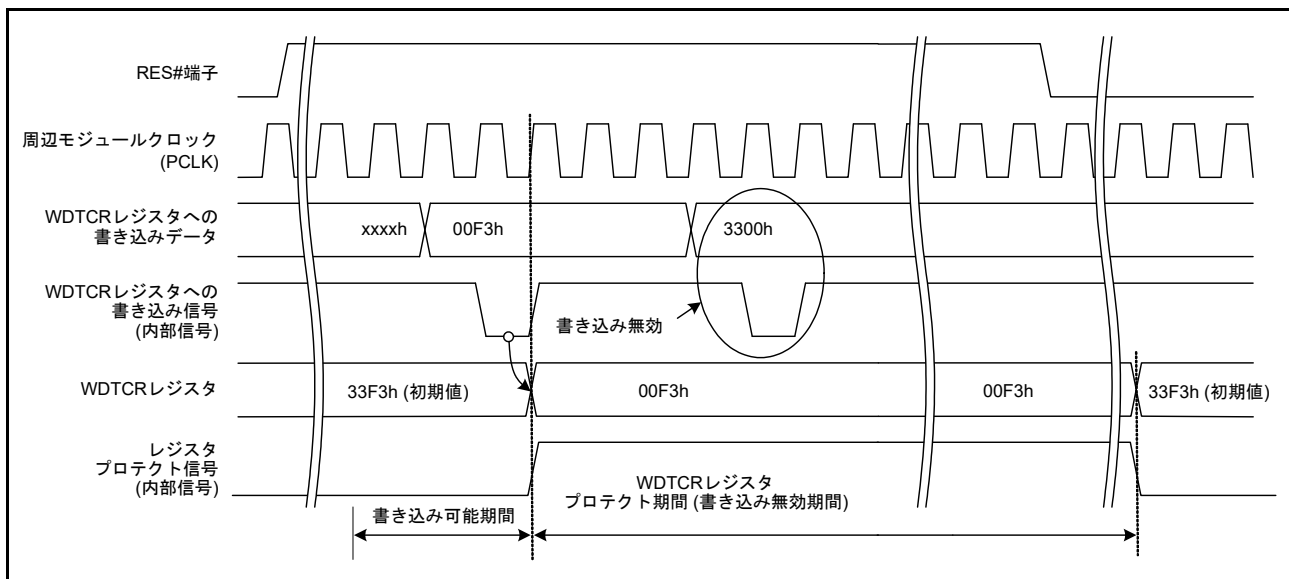 RES#端子
周辺モジュールクロック
(PCLK)
WDTCRレジスタへの
書き込みデータ
xxxxh
00F3h
3300h
WDTCRレジスタへの
書き込み信号
(内部信号)
書き込み無効
WDTCRレジスタ
33F3h (初期値)
00F3h
00F3h
33F3h (初期値)
レジスタ
プロテクト信号
(内部信号)
WDTCRレジスタ
プロテクト期間 (書き込み無効期間)
書き込み可能期間